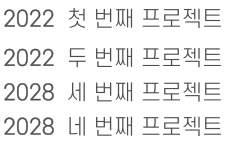 2022 첫 번째 프로젝트
2022 두 번째 프로젝트
2028 세 번째 프로젝트
2028 네 번째 프로젝트